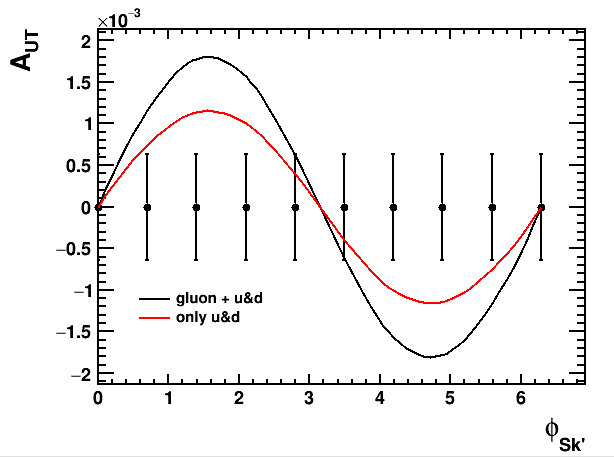 ×10⁻³
A_UT
2
1.5
1
0.5
0
−0.5
−1
−1.5
−2
gluon + u&d
only u&d
0 1 2 3 4 5 6
ϕ_Sk'